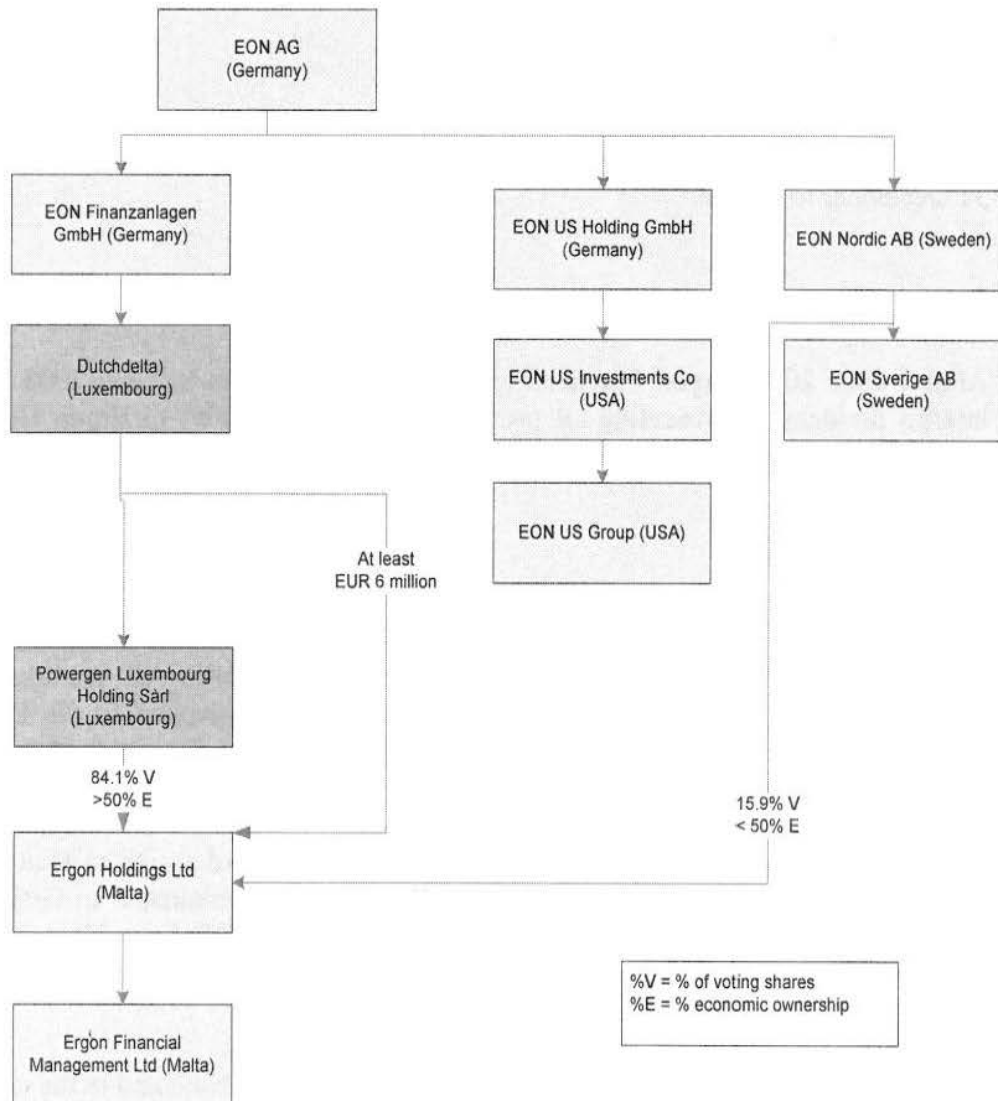 EON AG
(Germany)
EON Finanzanlagen
GmbH (Germany)
EON US Holding GmbH
(Germany)
EON Nordic AB (Sweden)
Dutchdelta)
(Luxembourg)
EON US Investments Co
(USA)
EON Sverige AB
(Sweden)
EON US Group (USA)
At least
EUR 6 million
Powergen Luxembourg
Holding Sàrl
(Luxembourg)
84.1% V
>50% E
15.9% V
< 50% E
Ergon Holdings Ltd
(Malta)
%V = % of voting shares
%E = % economic ownership
Ergon Financial
Management Ltd (Malta)